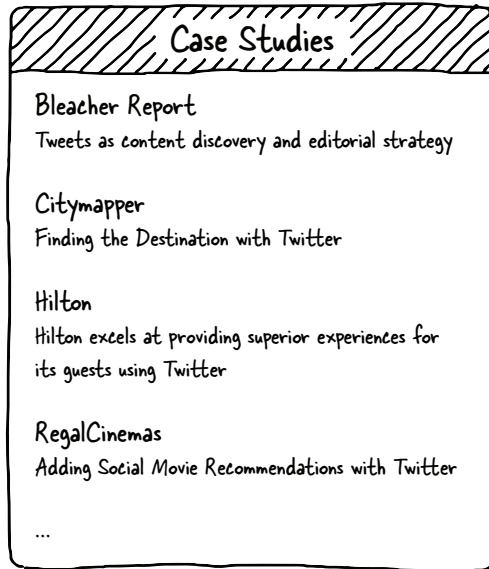 Case Studies
Bleacher Report
Tweets as content discovery and editorial strategy
Citymapper
Finding the Destination with Twitter
Hilton
Hilton excels at providing superior experiences for
its guests using Twitter
RegalCinemas
Adding Social Movie Recommendations with Twitter
...